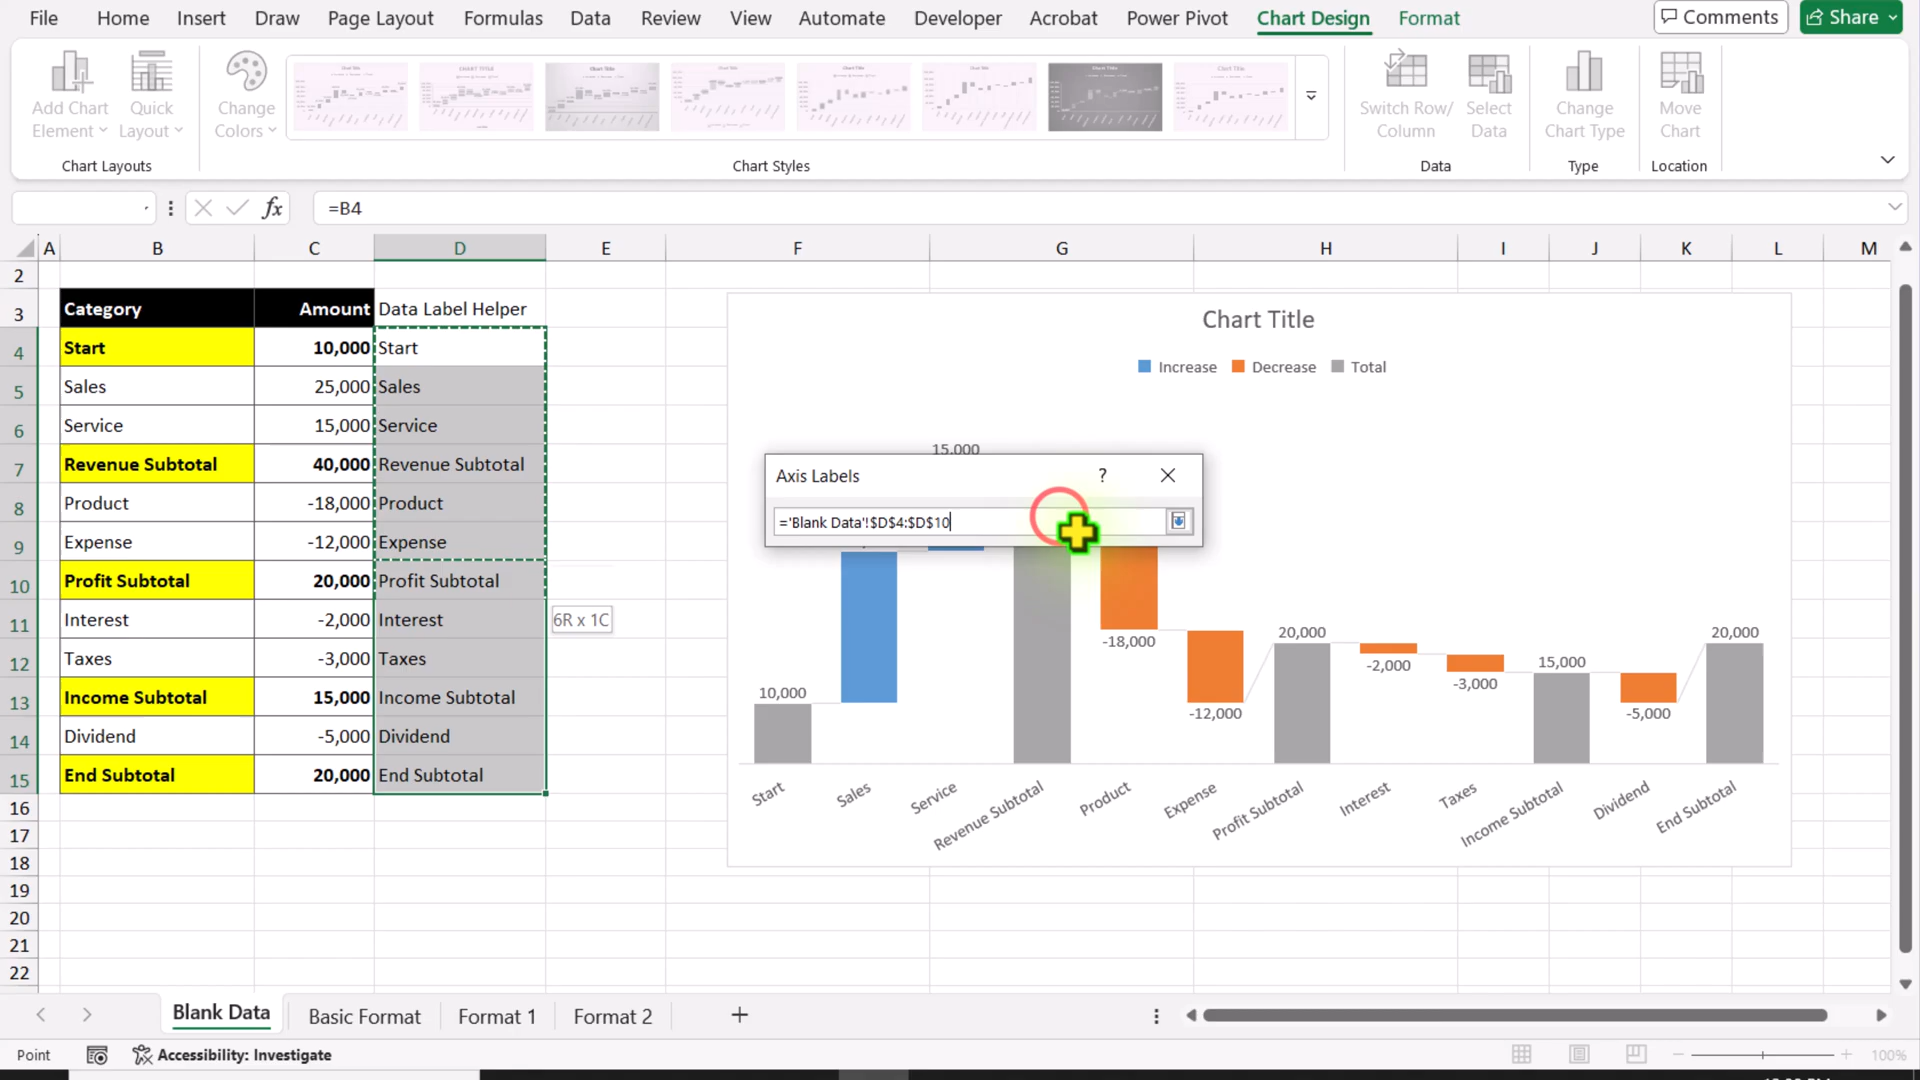 File Home Insert Draw Page Layout Formulas Data Review View Automate Developer Acrobat Power Pivot Chart Design Format Comments Share
Add Chart Element
Quick Layout
Change Colors
Switch Row/Column
Select Data
Change Chart Type
Move Chart
Chart Layouts Chart Styles Data Type Location
fx =B4
A B C D E F G H I J K L M
2
3 Category Amount Data Label Helper
4 Start 10,000 Start
5 Sales 25,000 Sales
6 Service 15,000 Service
7 Revenue Subtotal 40,000 Revenue Subtotal
8 Product -18,000 Product
9 Expense -12,000 Expense
10 Profit Subtotal 20,000 Profit Subtotal
11 Interest -2,000 Interest 6R x 1C
12 Taxes -3,000 Taxes
13 Income Subtotal 15,000 Income Subtotal
14 Dividend -5,000 Dividend
15 End Subtotal 20,000 End Subtotal
16
17
18
19
20
21
22
Chart Title
Increase Decrease Total
15,000
Axis Labels ?
='Blank Data'!$D$4:$D$10
10,000
-18,000
-12,000
20,000
-2,000
-3,000
15,000
-5,000
20,000
Start Sales Service Revenue Subtotal Product Expense Profit Subtotal Interest Taxes Income Subtotal Dividend End Subtotal
Blank Data Basic Format Format 1 Format 2
Point Accessibility: Investigate 100%